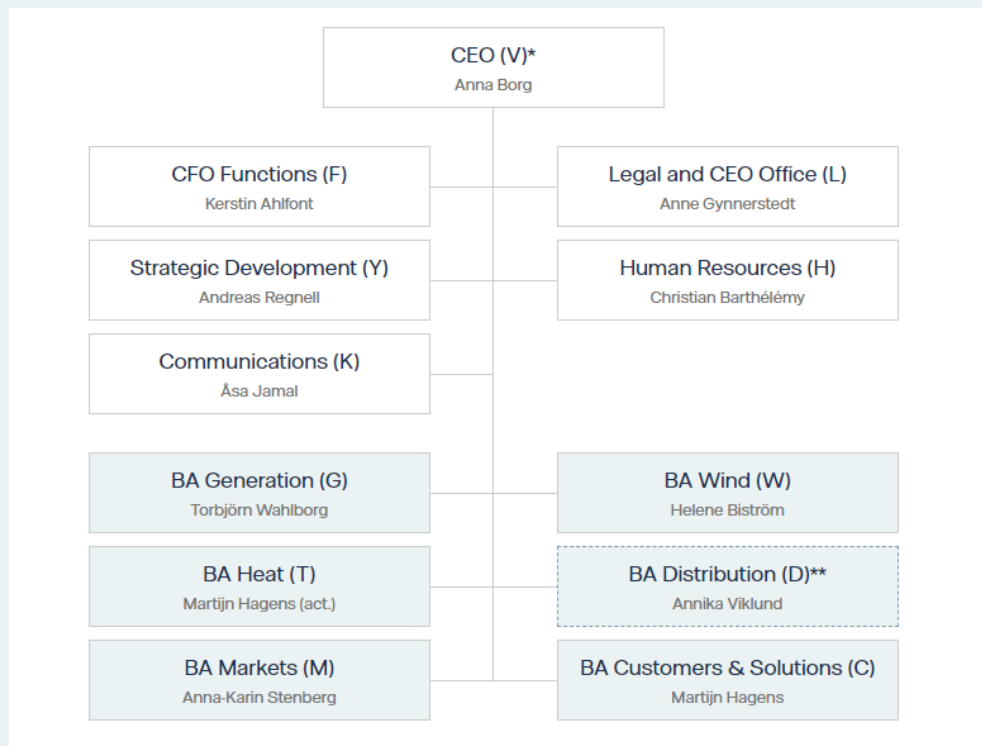 CEO (V)*
Anna Borg
CFO Functions (F)
Kerstin Ahlfont
Legal and CEO Office (L)
Anne Gynnerstedt
Strategic Development (Y)
Andreas Regnell
Human Resources (H)
Christian Barthélémy
Communications (K)
Åsa Jamal
BA Generation (G)
Torbjörn Wahlborg
BA Wind (W)
Helene Biström
BA Heat (T)
Martijn Hagens (act.)
BA Distribution (D)**
Annika Viklund
BA Markets (M)
Anna-Karin Stenberg
BA Customers & Solutions (C)
Martijn Hagens